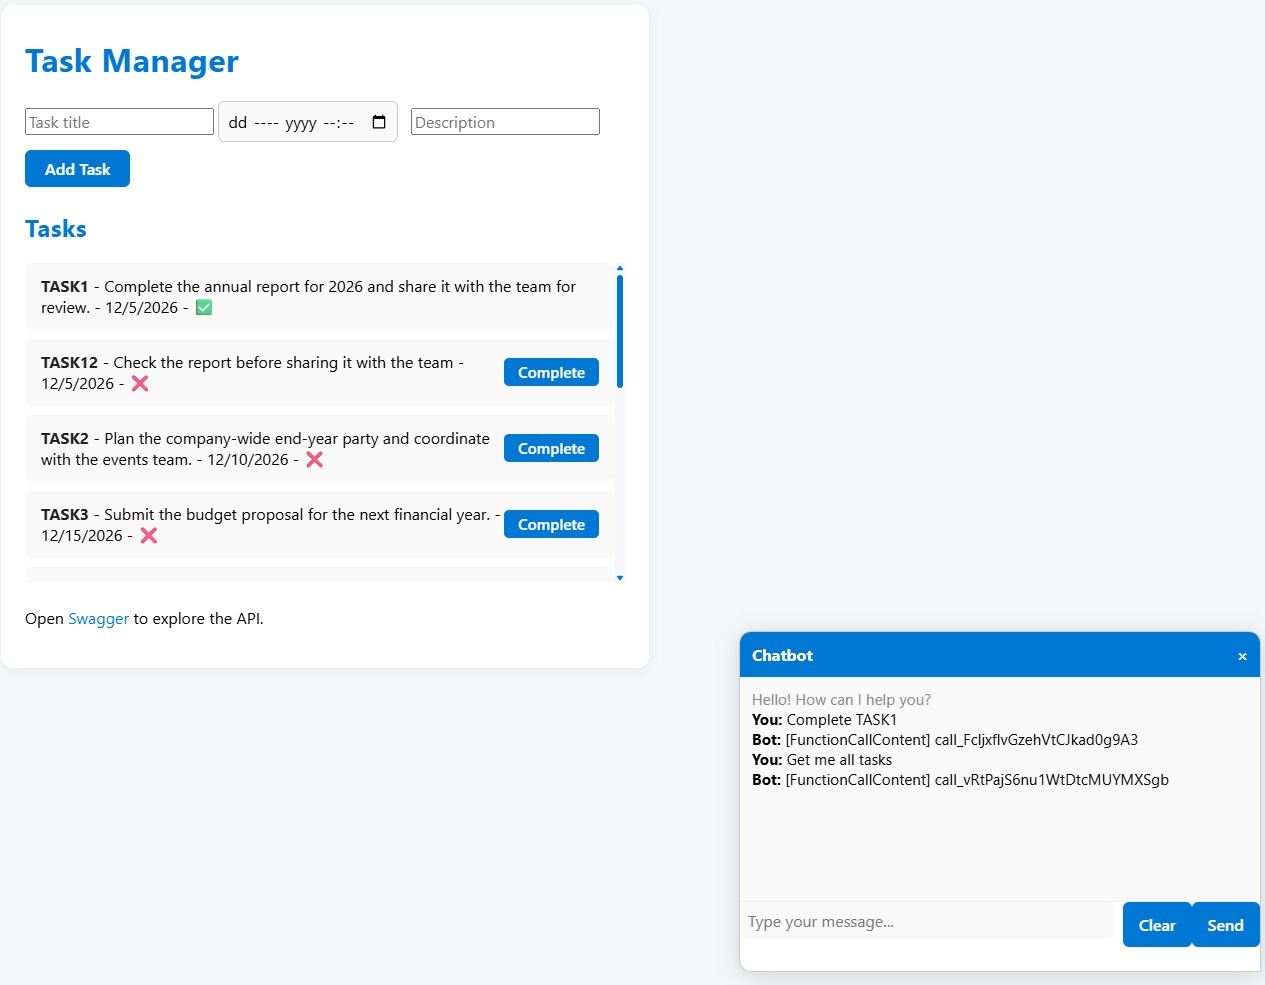 Task Manager
Task title
dd ---- yyyy --:--
Description
Add Task
Tasks
TASK1 - Complete the annual report for 2026 and share it with the team for
review. - 12/5/2026 - ✅
TASK12 - Check the report before sharing it with the team -
12/5/2026 - ❌
Complete
TASK2 - Plan the company-wide end-year party and coordinate
with the events team. - 12/10/2026 - ❌
Complete
TASK3 - Submit the budget proposal for the next financial year. -
12/15/2026 - ❌
Complete
Open Swagger to explore the API.
Chatbot
×
Hello! How can I help you?
You: Complete TASK1
Bot: [FunctionCallContent] call_FcljxflvGzehVtCJkad0g9A3
You: Get me all tasks
Bot: [FunctionCallContent] call_vRtPajS6nu1WtDtcMUYMXSgb
Type your message...
Clear
Send